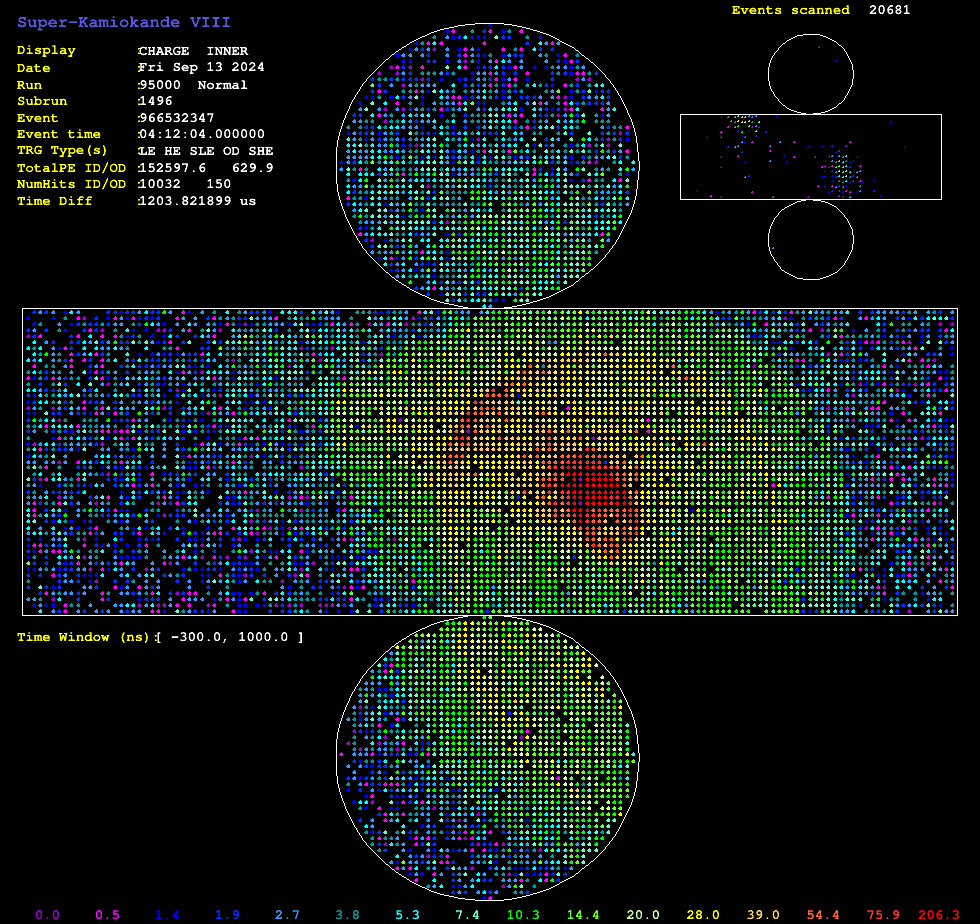 Super-Kamiokande VIII
Events scanned 20681
Display :CHARGE INNER
Date :Fri Sep 13 2024
Run :95000 Normal
Subrun :1496
Event :966532347
Event time :04:12:04.000000
TRG Type(s) :LE HE SLE OD SHE
TotalPE ID/OD :152597.6 629.9
NumHits ID/OD :10032 150
Time Diff :1203.821899 us
Time Window (ns):[ -300.0, 1000.0 ]
0.0 0.5 1.4 1.9 2.7 3.8 5.3 7.4 10.3 14.4 20.0 28.0 39.0 54.4 75.9 206.3